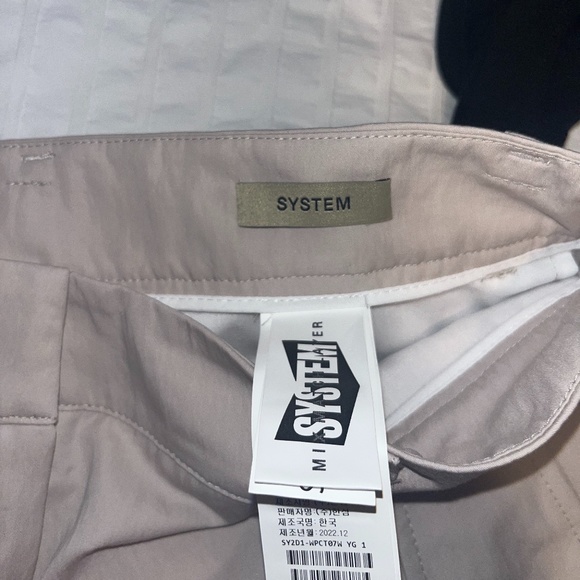 SYSTEM
SYSTEM
판매자명: (주)한섬
제조국명: 한국
제조년월: 2022.12
SY2D1-WPCT07W YG 1